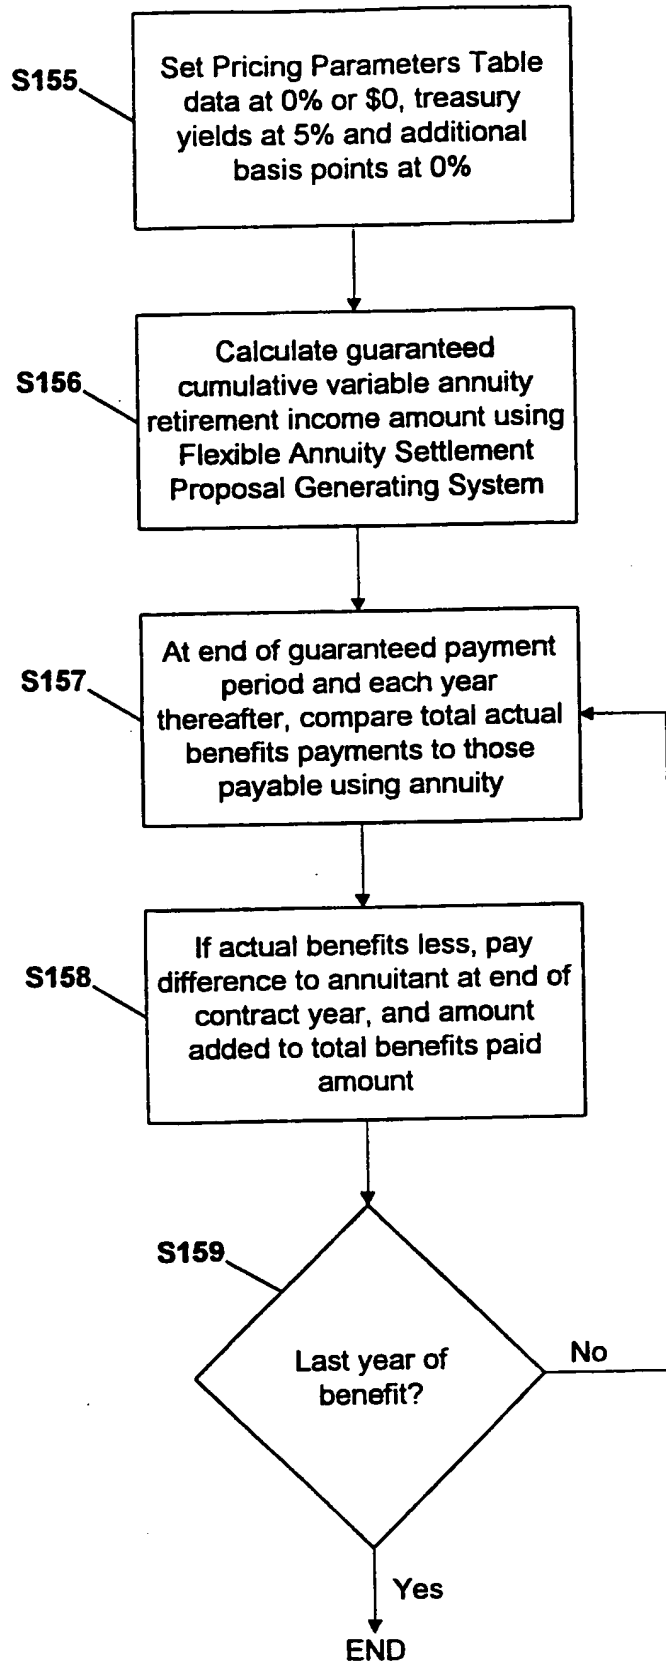 S155
Set Pricing Parameters Table
data at 0% or $0, treasury
yields at 5% and additional
basis points at 0%
S156
Calculate guaranteed
cumulative variable annuity
retirement income amount using
Flexible Annuity Settlement
Proposal Generating System
S157
At end of guaranteed payment
period and each year
thereafter, compare total actual
benefits payments to those
payable using annuity
S158
If actual benefits less, pay
difference to annuitant at end of
contract year, and amount
added to total benefits paid
amount
S159
Last year of
benefit?
No
Yes
END